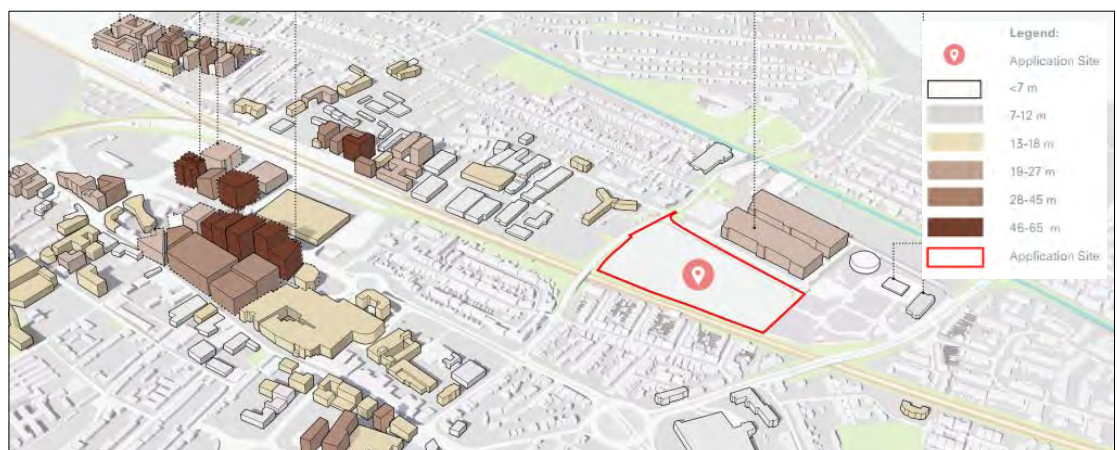 Legend:
Application Site
<7 m
7-12 m
13-18 m
19-27 m
28-45 m
46-65 m
Application Site